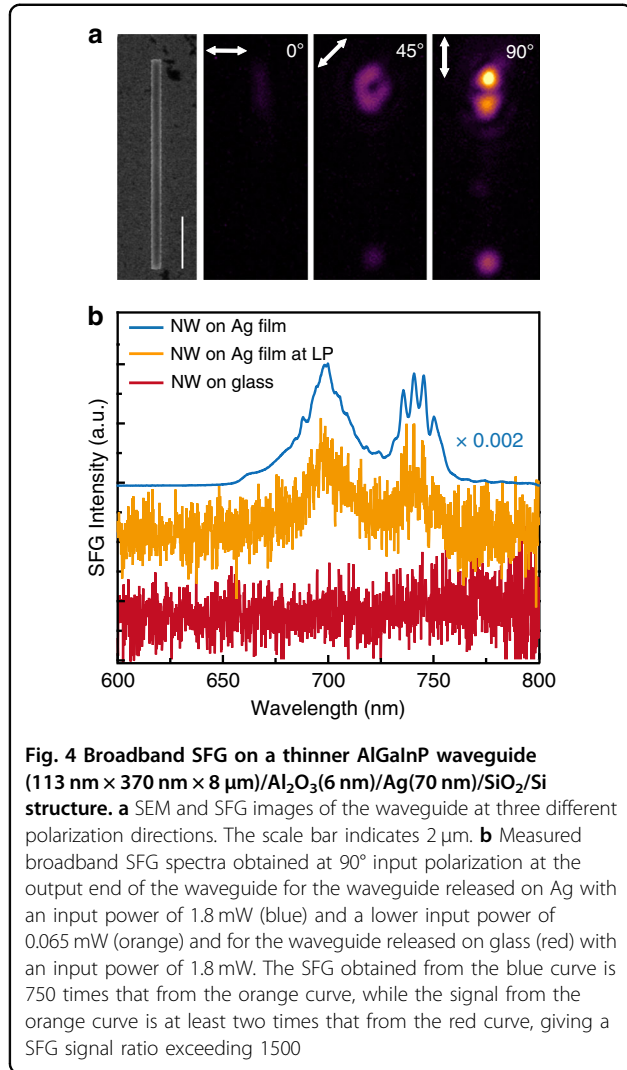 a
0° 45° 90°
b
NW on Ag film
NW on Ag film at LP
NW on glass
× 0.002
SFG Intensity (a.u.)
600 650 700 750 800
Wavelength (nm)
Fig. 4 Broadband SFG on a thinner AlGaInP waveguide
(113 nm × 370 nm × 8 μm)/Al₂O₃(6 nm)/Ag(70 nm)/SiO₂/Si
structure. a SEM and SFG images of the waveguide at three different
polarization directions. The scale bar indicates 2 μm. b Measured
broadband SFG spectra obtained at 90° input polarization at the
output end of the waveguide for the waveguide released on Ag with
an input power of 1.8 mW (blue) and a lower input power of
0.065 mW (orange) and for the waveguide released on glass (red) with
an input power of 1.8 mW. The SFG obtained from the blue curve is
750 times that from the orange curve, while the signal from the
orange curve is at least two times that from the red curve, giving a
SFG signal ratio exceeding 1500